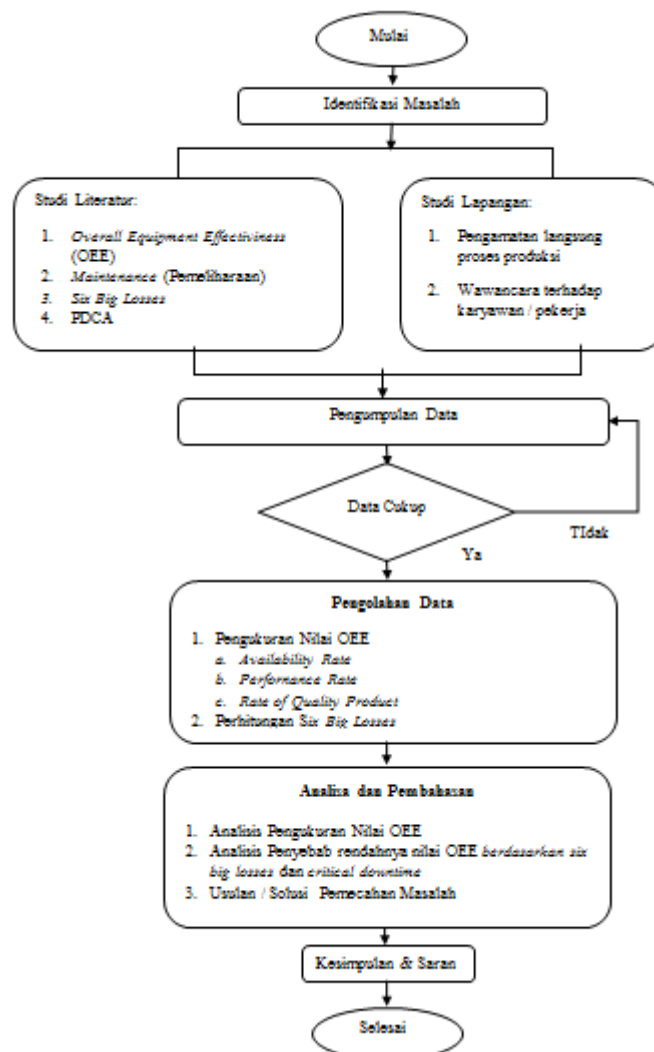 Mulai
Identifikasi Masalah
Studi Literatur:
1. Overall Equipment Effectiviness
(OEE)
2. Maintenance (Pemeliharaan)
3. Six Big Losses
4. PDCA
Studi Lapangan:
1. Pengamatan langsung
proses produksi
2. Wawancara terhadap
karyawan / pekerja
Pengumpulan Data
Data Cukup
TIdak
Ya
Pengolahan Data
1. Pengukuran Nilai OEE
a. Availability Rate
b. Perfornance Rate
c. Rate of Quality Product
2. Perhitungan Six Big Losses
Analisa dan Pembahasan
1. Analisis Pengukuran Nilai OEE
2. Analisis Penyebab rendahnya nilai OEE berdasarkan six
big losses dan critical downtime
3. Usulan / Solusi Pemecahan Masalah
Kesimpulan & Saran
Selesai